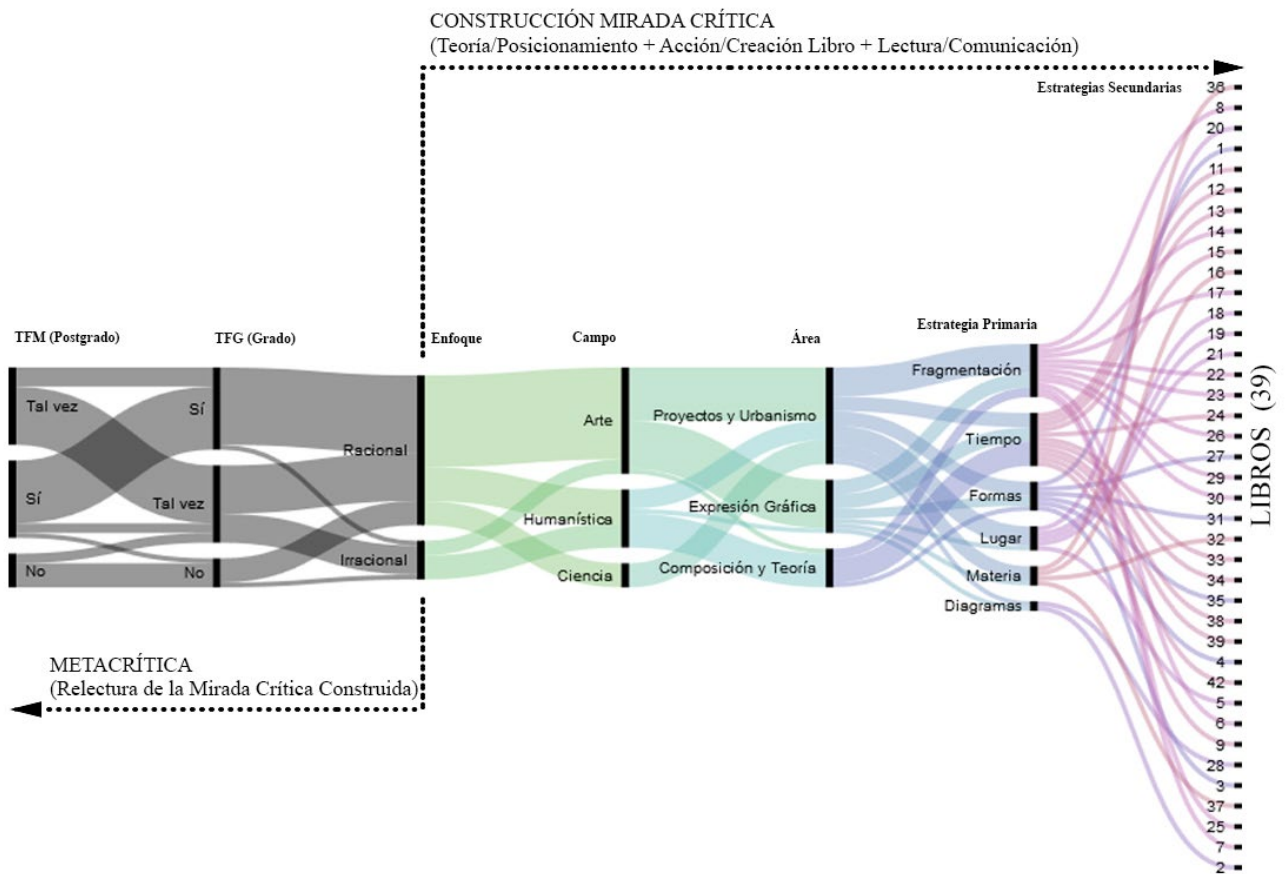 CONSTRUCCIÓN MIRADA CRÍTICA
(Teoría/Posicionamiento + Acción/Creación Libro + Lectura/Comunicación)
Estrategias Secundarias
TFM (Postgrado)
TFG (Grado)
Enfoque
Campo
Área
Estrategia Primaria
Tal vez
Sí
No
Sí
Tal vez
No
Racional
Irracional
Arte
Humanística
Ciencia
Proyectos y Urbanismo
Expresión Gráfica
Composición y Teoría
Fragmentación
Tiempo
Formas
Lugar
Materia
Diagramas
36
8
20
1
11
12
13
14
15
16
17
18
19
21
22
23
24
26
27
29
30
31
32
33
34
35
38
39
4
42
5
6
9
28
3
37
25
7
2
LIBROS (39)
METACRÍTICA
(Relectura de la Mirada Crítica Construida)